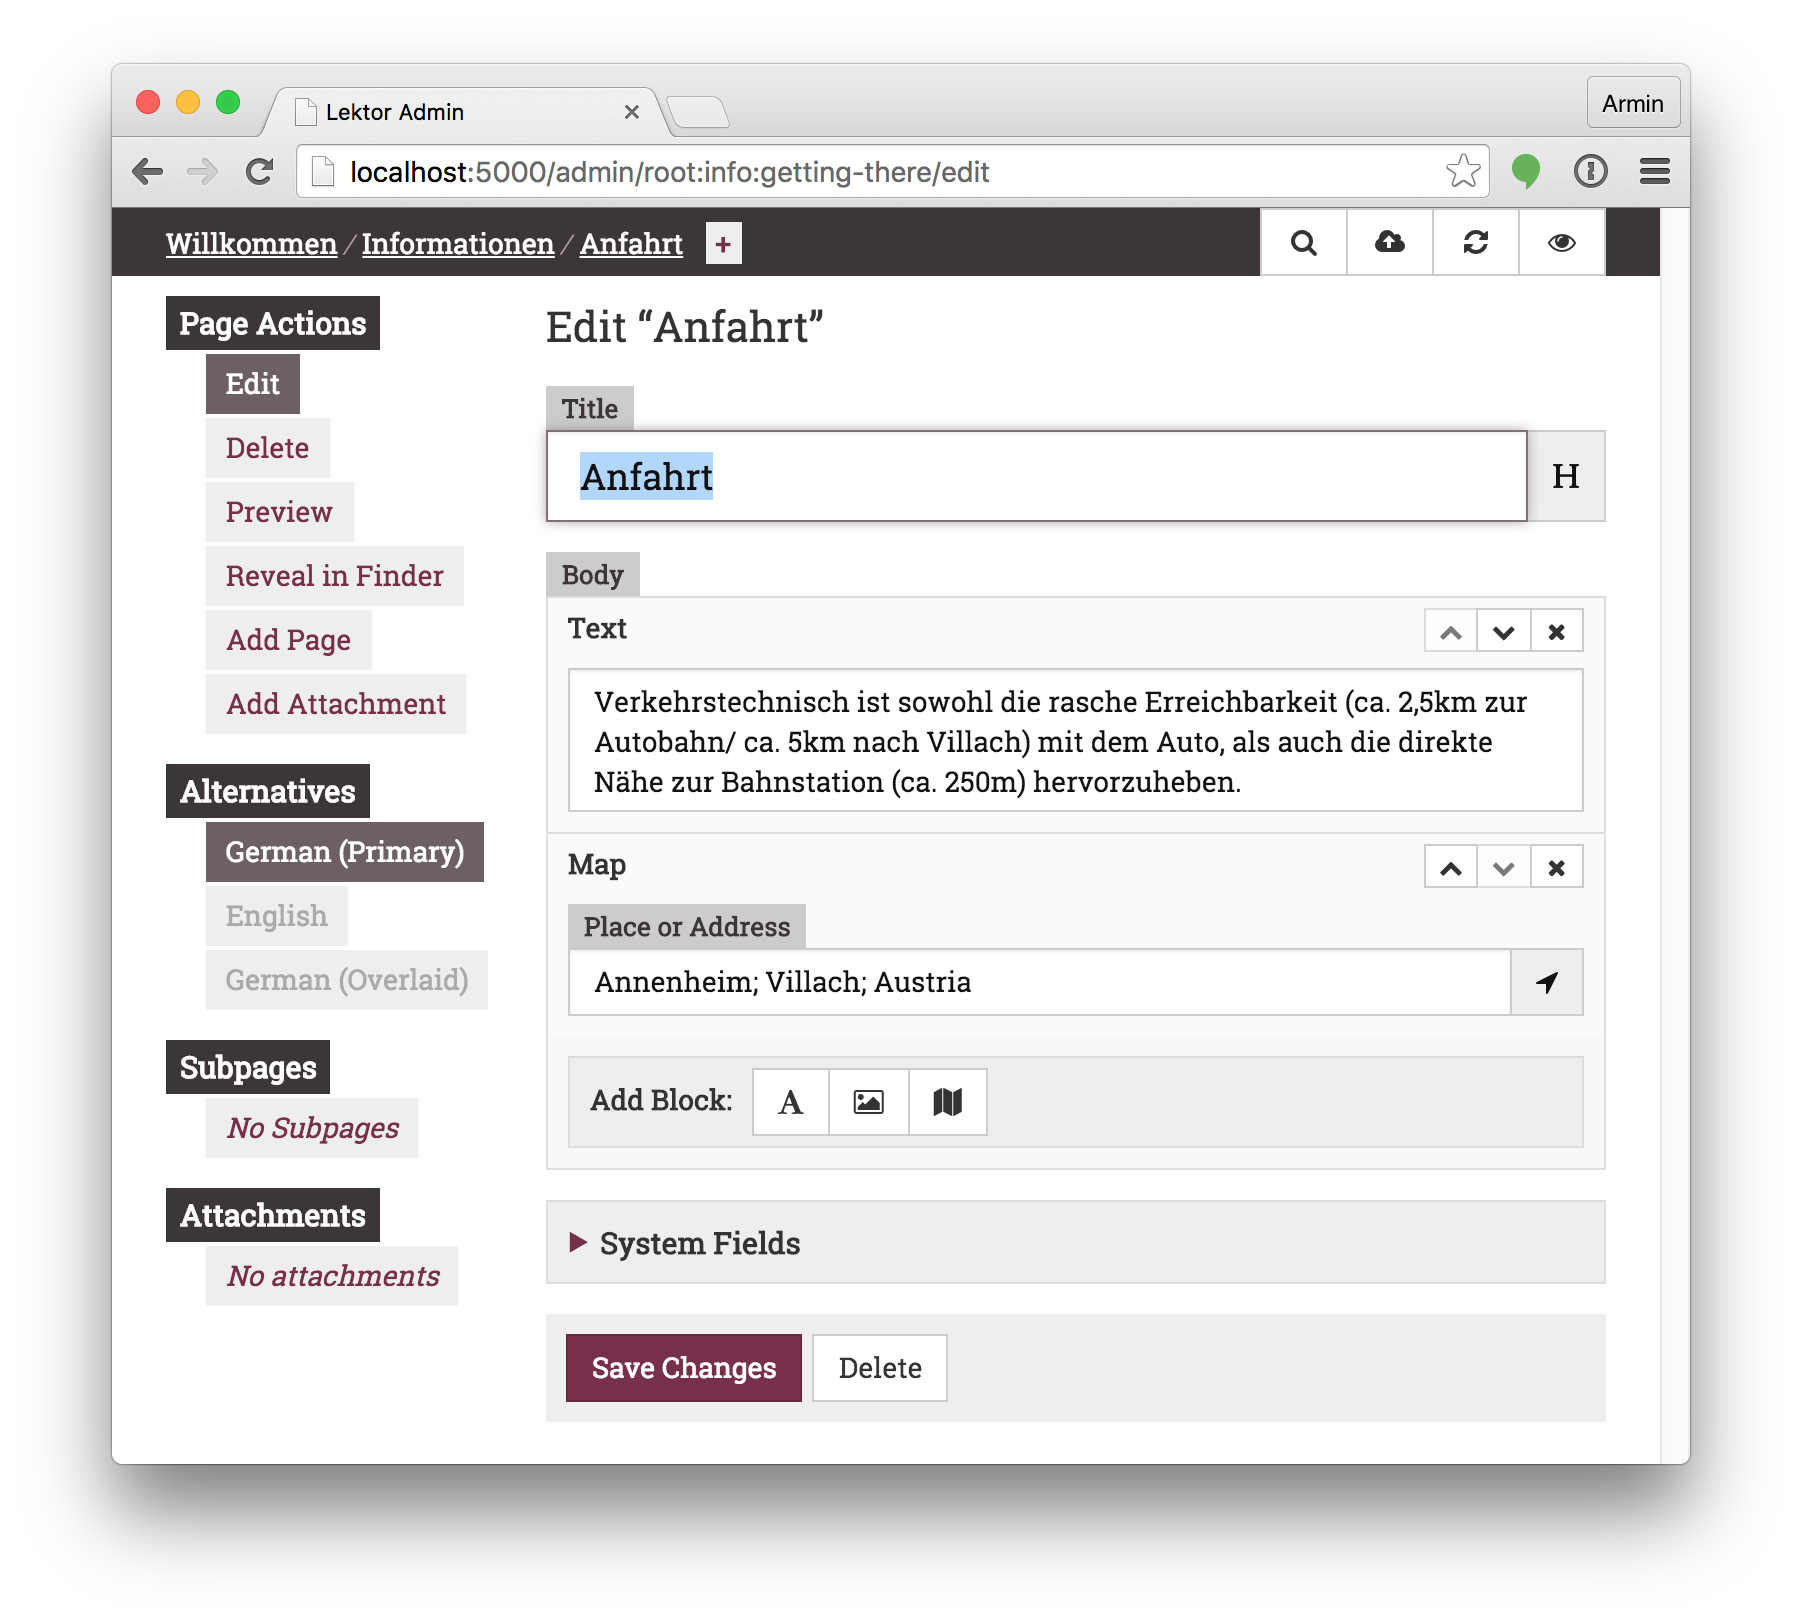 Lektor Admin
Armin
localhost:5000/admin/root:info:getting-there/edit
Willkommen / Informationen / Anfahrt +
Page Actions
Edit
Delete
Preview
Reveal in Finder
Add Page
Add Attachment
Alternatives
German (Primary)
English
German (Overlaid)
Subpages
No Subpages
Attachments
No attachments
Edit “Anfahrt”
Title
Anfahrt
H
Body
Text
Verkehrstechnisch ist sowohl die rasche Erreichbarkeit (ca. 2,5km zur
Autobahn/ ca. 5km nach Villach) mit dem Auto, als auch die direkte
Nähe zur Bahnstation (ca. 250m) hervorzuheben.
Map
Place or Address
Annenheim; Villach; Austria
Add Block: A
System Fields
Save Changes
Delete